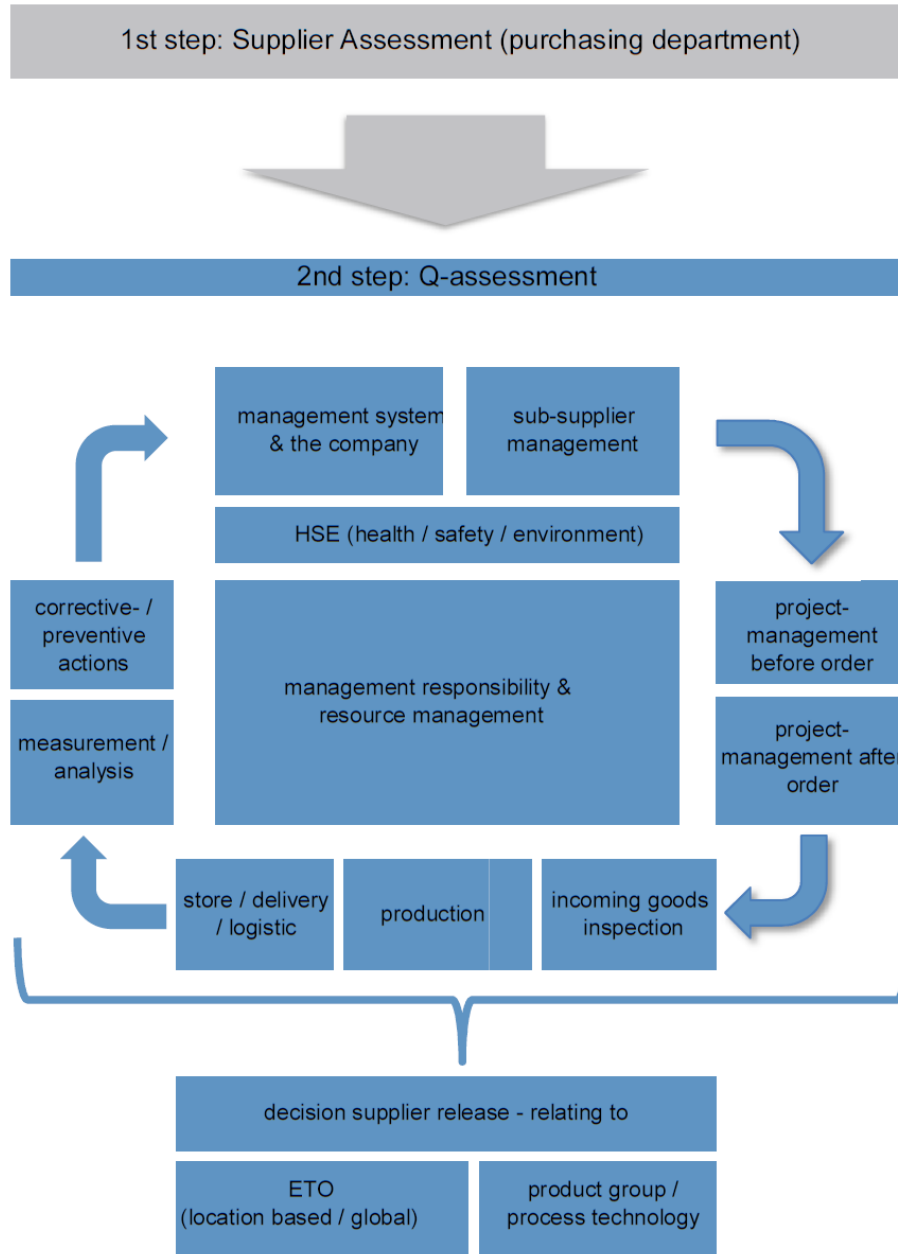 1st step: Supplier Assessment (purchasing department)
2nd step: Q-assessment
management system
& the company
sub-supplier
management
HSE (health / safety / environment)
corrective- /
preventive
actions
project-
management
before order
management responsibility &
resource management
measurement /
analysis
project-
management after
order
store / delivery
/ logistic
production
incoming goods
inspection
decision supplier release - relating to
ETO
(location based / global)
product group /
process technology